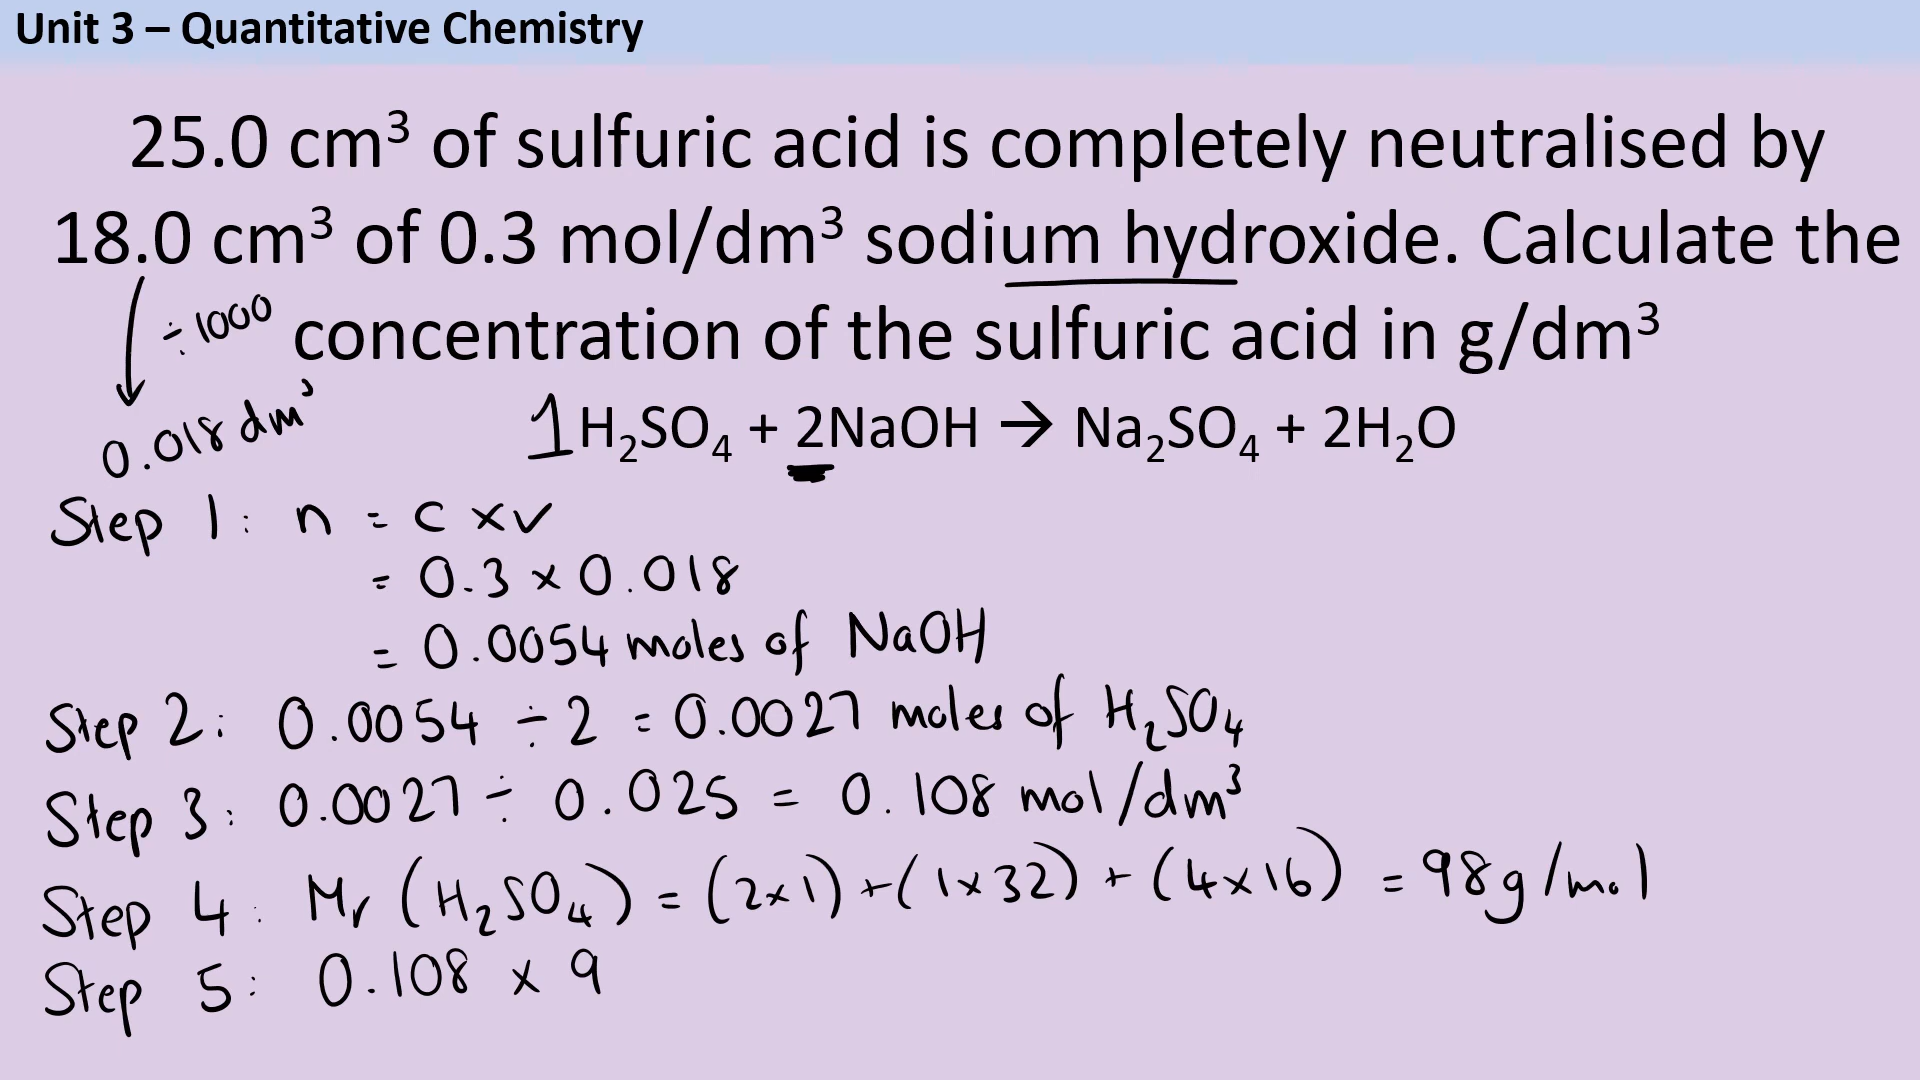 Unit 3 – Quantitative Chemistry
25.0 cm³ of sulfuric acid is completely neutralised by
18.0 cm³ of 0.3 mol/dm³ sodium hydroxide. Calculate the
÷ 1000
concentration of the sulfuric acid in g/dm³
0.018 dm³
1H₂SO₄ + 2NaOH → Na₂SO₄ + 2H₂O
Step 1: n = c × v
= 0.3 × 0.018
= 0.0054 moles of NaOH
Step 2: 0.0054 ÷ 2 = 0.0027 moles of H₂SO₄
Step 3: 0.0027 ÷ 0.025 = 0.108 mol/dm³
Step 4: Mr (H₂SO₄) = (2×1) + (1×32) + (4×16) = 98g/mol
Step 5: 0.108 × 9